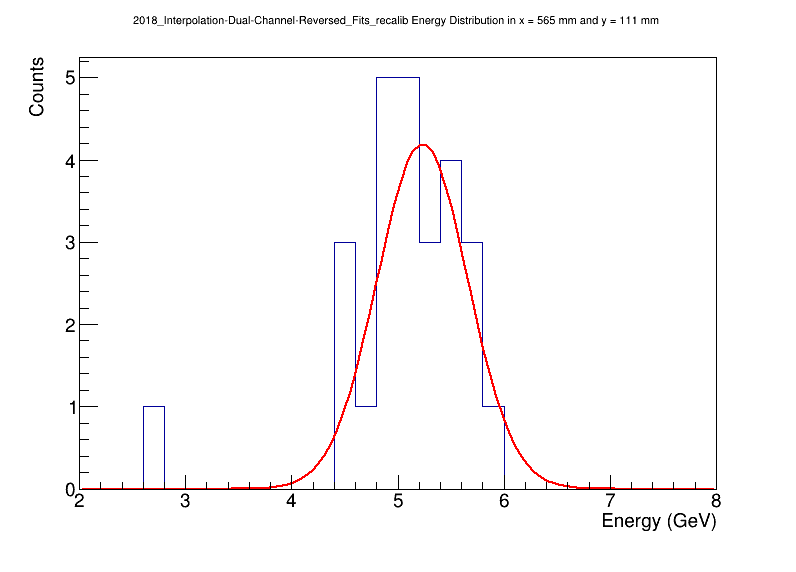 2018_Interpolation-Dual-Channel-Reversed_Fits_recalib Energy Distribution in x = 565 mm and y = 111 mm
Counts
5
4
3
2
1
0
2 3 4 5 6 7 8
Energy (GeV)